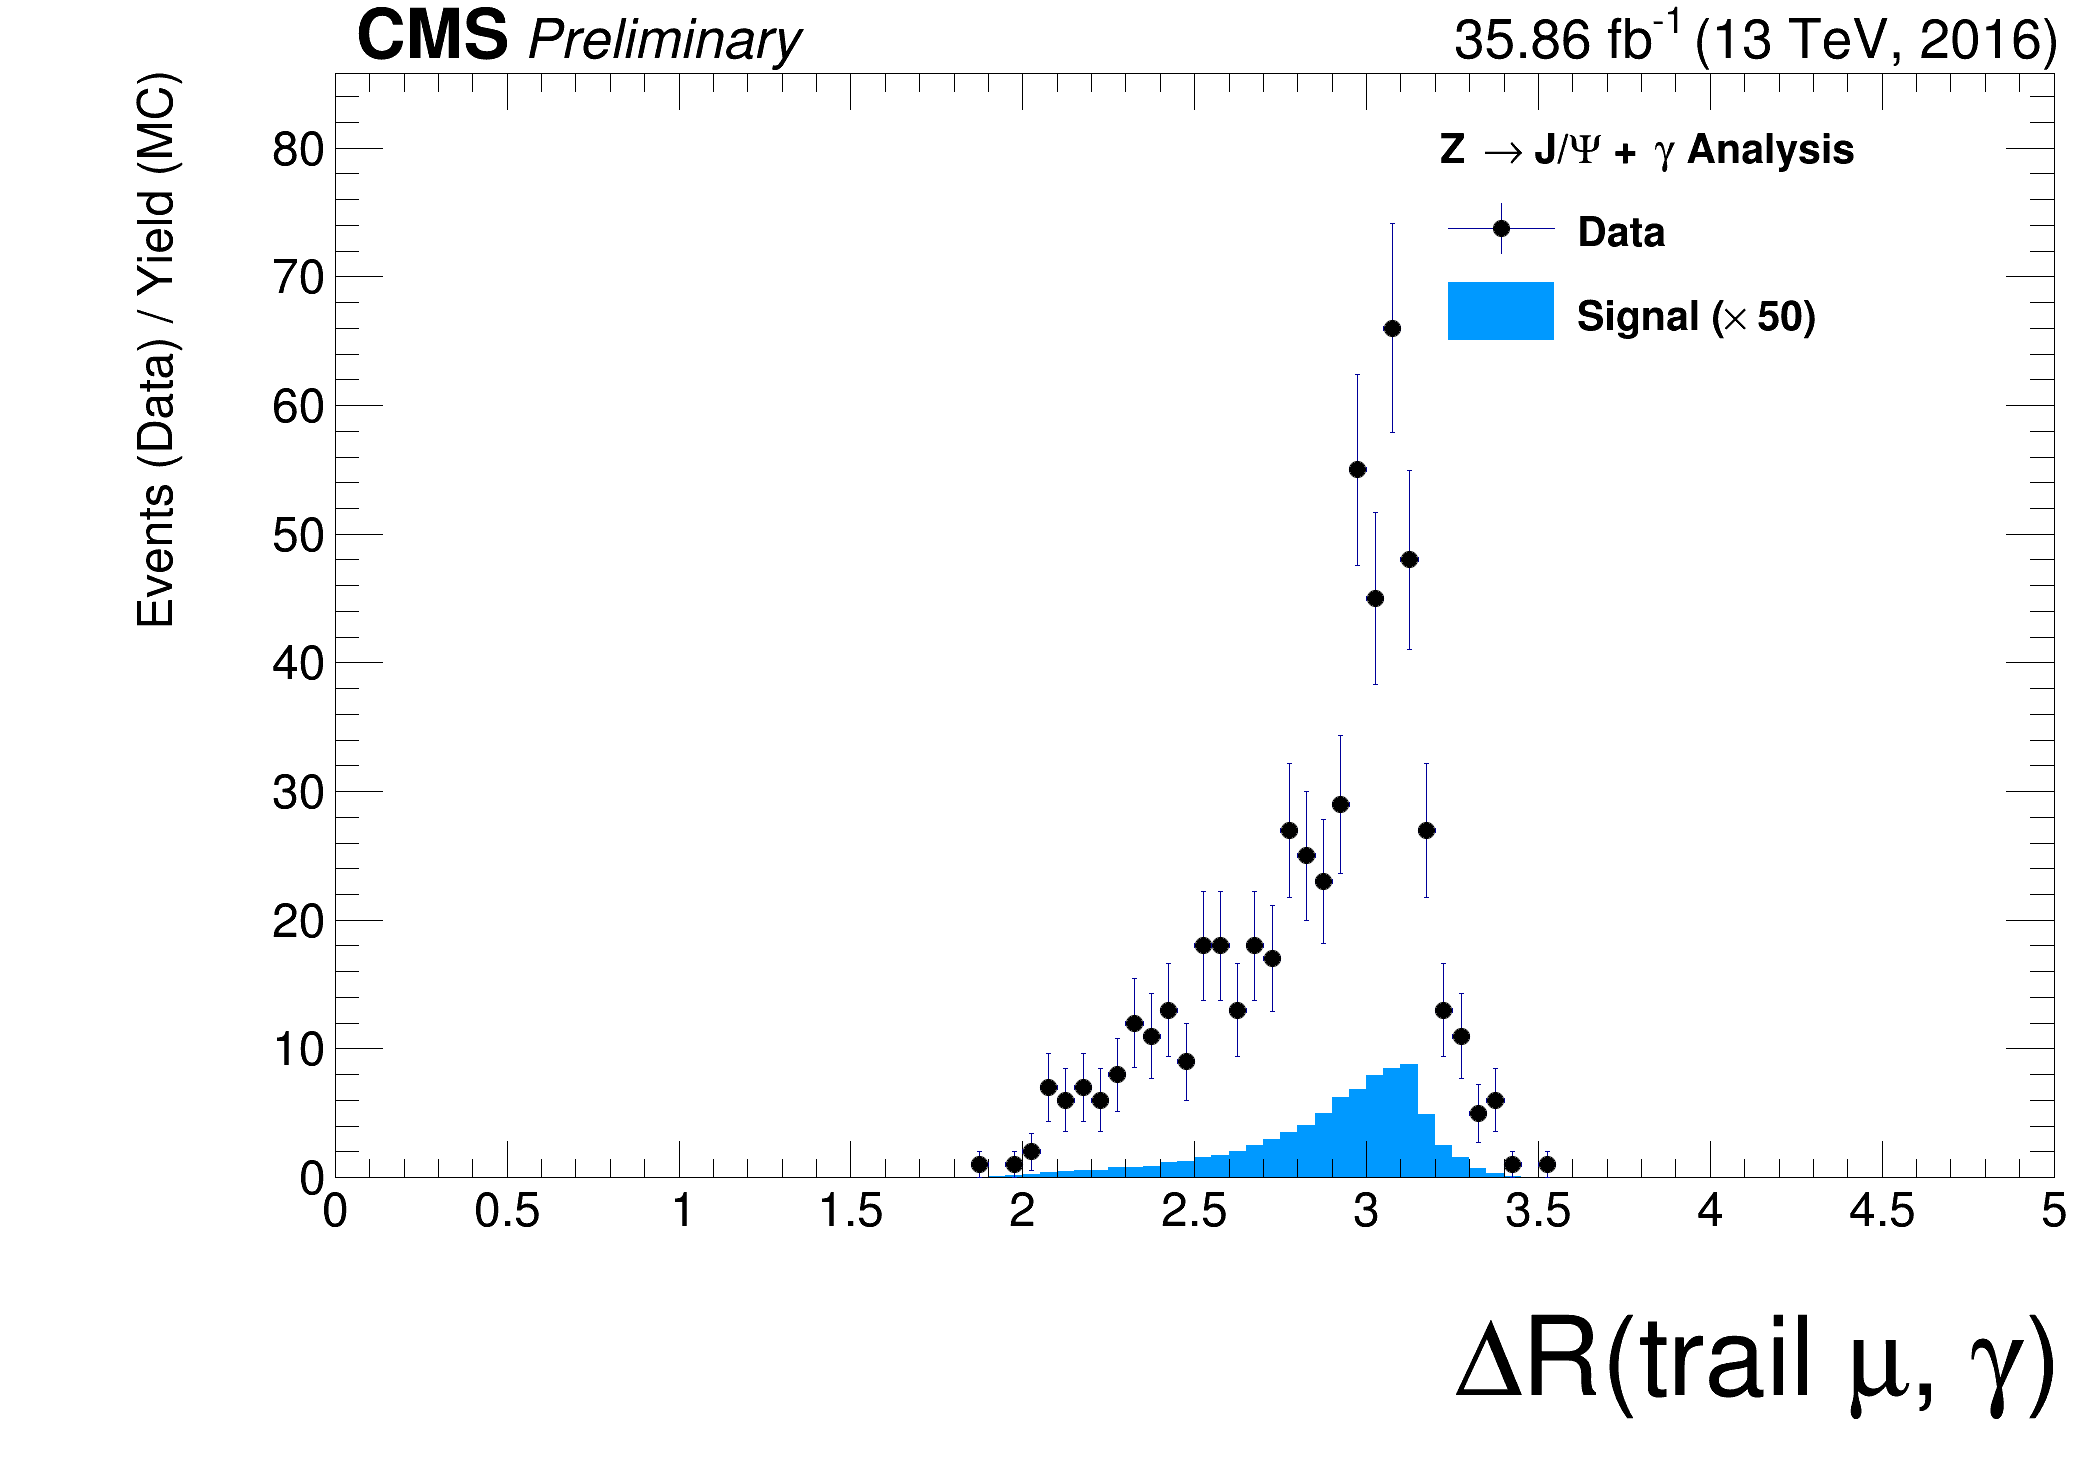 CMS Preliminary 35.86 fb⁻¹ (13 TeV, 2016)
Events (Data) / Yield (MC)
Z → J/Ψ + γ Analysis
Data
Signal (× 50)
80
70
60
50
40
30
20
10
0
0 0.5 1 1.5 2 2.5 3 3.5 4 4.5 5
ΔR(trail μ, γ)